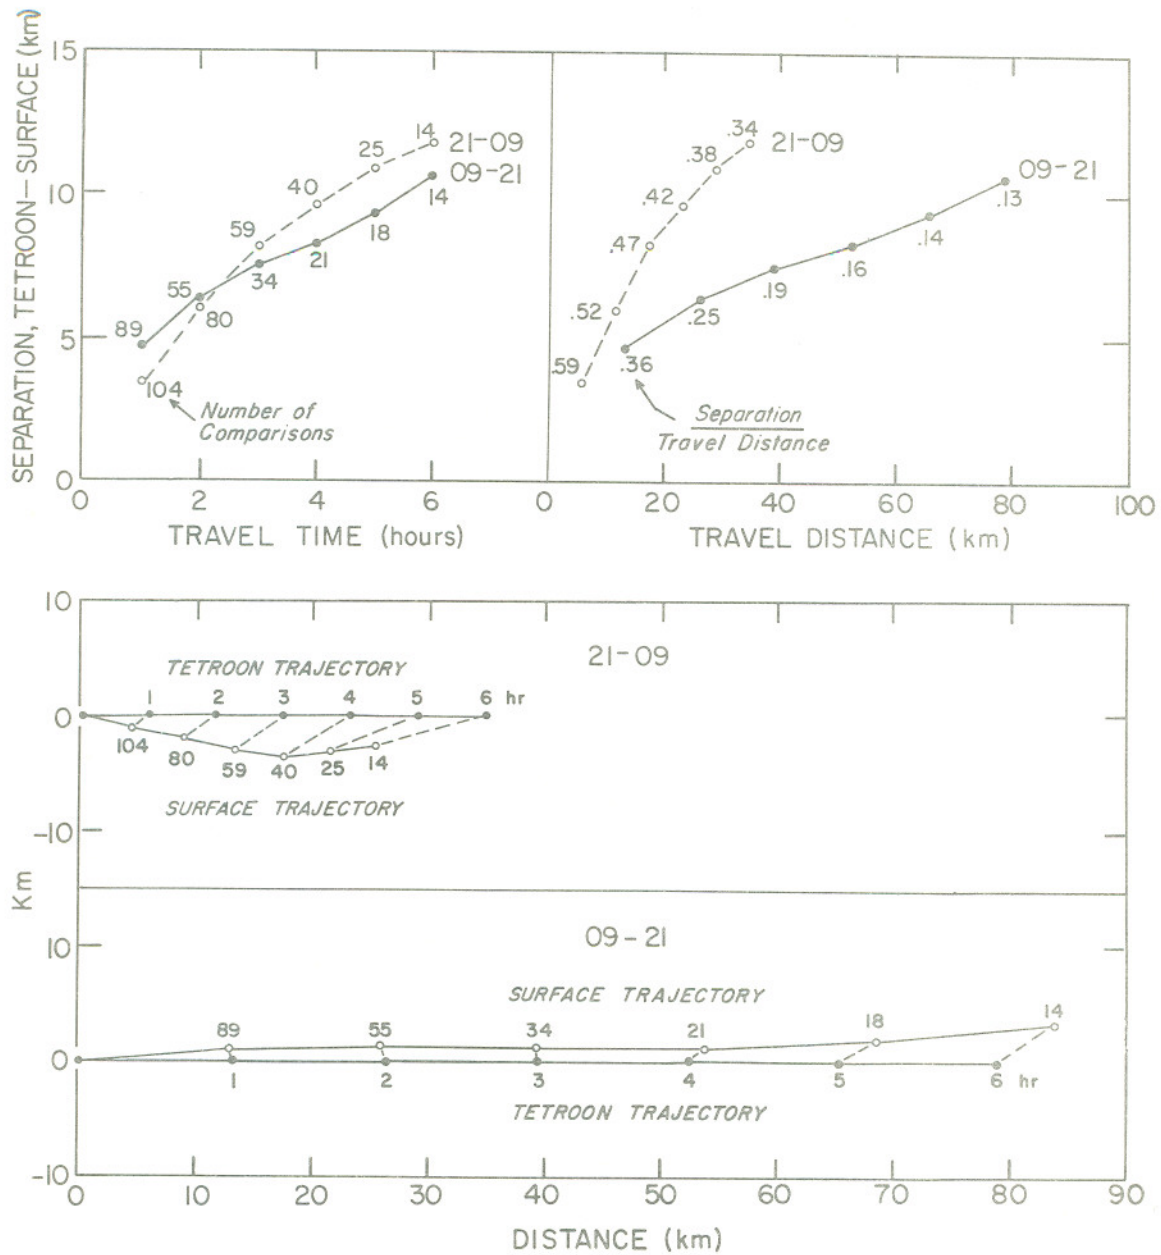 SEPARATION, TETROON–SURFACE (km)
15
10
5
0
89
55
34
21
18
14
104
80
59
40
25
14
21-09
09-21
Number of
Comparisons
0 2 4 6
TRAVEL TIME (hours)
.59
.52
.47
.42
.38
.34
21-09
.36
.25
.19
.16
.14
.13
09-21
Separation
Travel Distance
0 20 40 60 80 100
TRAVEL DISTANCE (km)
Km
10
0
-10
21-09
TETROON TRAJECTORY
1 2 3 4 5 6 hr
104 80 59 40 25 14
SURFACE TRAJECTORY
10
0
-10
09-21
SURFACE TRAJECTORY
89 55 34 21 18 14
1 2 3 4 5 6 hr
TETROON TRAJECTORY
0 10 20 30 40 50 60 70 80 90
DISTANCE (km)